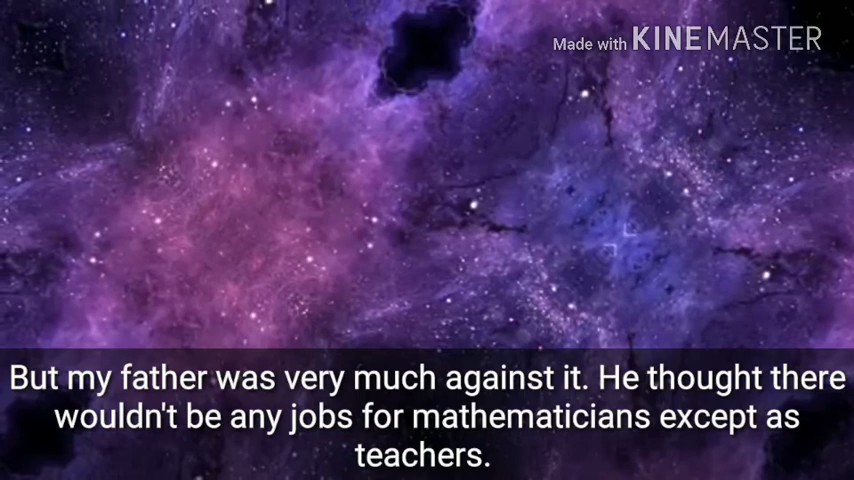 Made with KINEMASTER
But my father was very much against it. He thought there
wouldn't be any jobs for mathematicians except as
teachers.